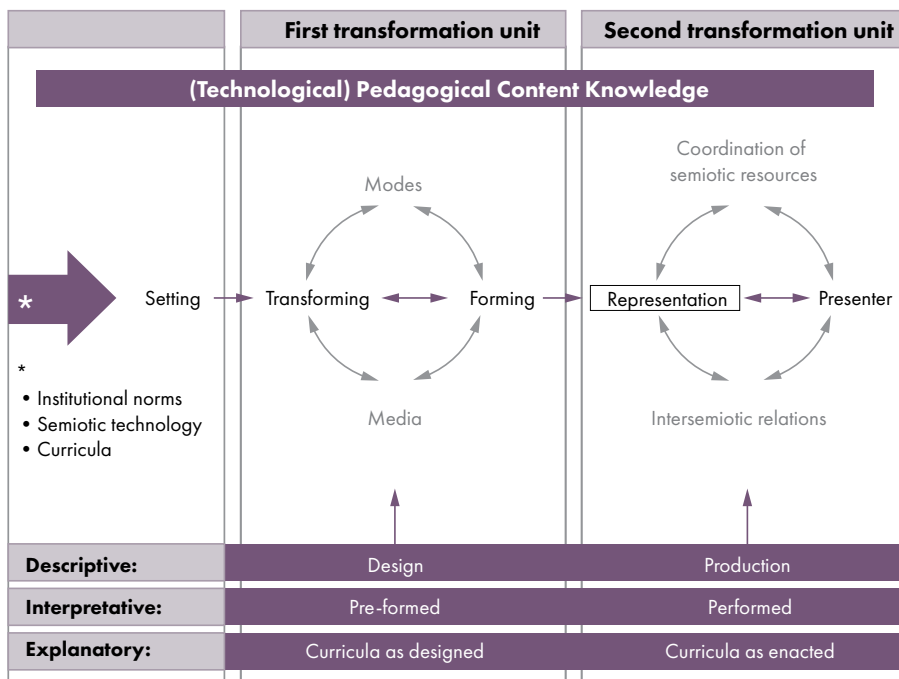 First transformation unit
Second transformation unit
(Technological) Pedagogical Content Knowledge
Coordination of
semiotic resources
Modes
*
Setting
Transforming
Forming
Representation
Presenter
*
• Institutional norms
• Semiotic technology
• Curricula
Media
Intersemiotic relations
Descriptive:
Design
Production
Interpretative:
Pre-formed
Performed
Explanatory:
Curricula as designed
Curricula as enacted